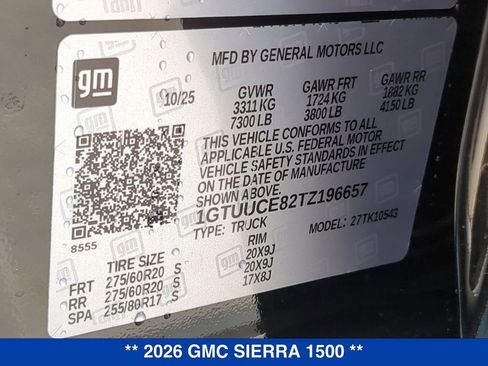 MFD BY GENERAL MOTORS LLC
gm
10/25
GVWR GAWR FRT GAWR RR
3311 KG 1724 KG 1882 KG
7300 LB 3800 LB 4150 LB
THIS VEHICLE CONFORMS TO ALL
APPLICABLE U.S. FEDERAL MOTOR
VEHICLE SAFETY STANDARDS IN EFFECT
ON THE DATE OF MANUFACTURE
SHOWN ABOVE.
1GTUUCE82TZ196657
TYPE: TRUCK MODEL: 27TK10543
8555
TIRE SIZE RIM
FRT 275/60R20 S 20X9J
RR 275/60R20 S 20X9J
SPA 255/80R17 S 17X8J
** 2026 GMC SIERRA 1500 **